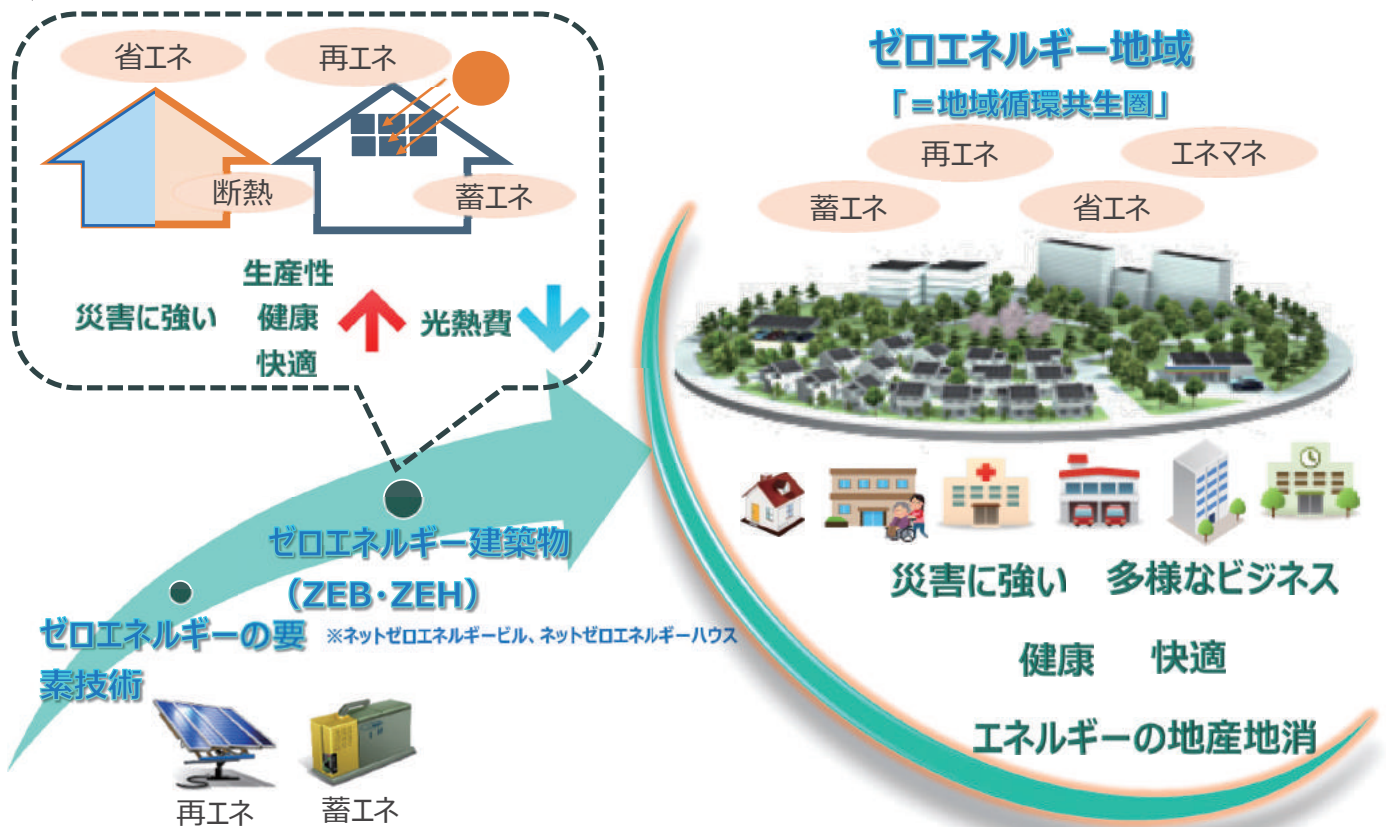 省エネ
再エネ
断熱
蓄エネ
災害に強い
生産性
健康
快適
光熱費
ゼロエネルギー建築物
（ZEB・ZEH）
※ネットゼロエネルギービル、ネットゼロエネルギーハウス
ゼロエネルギーの要
素技術
再エネ
蓄エネ
ゼロエネルギー地域
「＝地域循環共生圏」
再エネ
エネマネ
蓄エネ
省エネ
災害に強い
多様なビジネス
健康
快適
エネルギーの地産地消